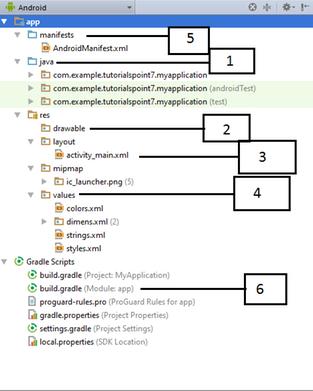 Android
app
manifests
5
AndroidManifest.xml
java
1
com.example.tutorialspoint7.myapplication
com.example.tutorialspoint7.myapplication (androidTest)
com.example.tutorialspoint7.myapplication (test)
res
drawable
2
layout
activity_main.xml
3
mipmap
ic_launcher.png (5)
values
4
colors.xml
dimens.xml (2)
strings.xml
styles.xml
Gradle Scripts
build.gradle (Project: MyApplication)
build.gradle (Module: app)
6
proguard-rules.pro (ProGuard Rules for app)
gradle.properties (Project Properties)
settings.gradle (Project Settings)
local.properties (SDK Location)